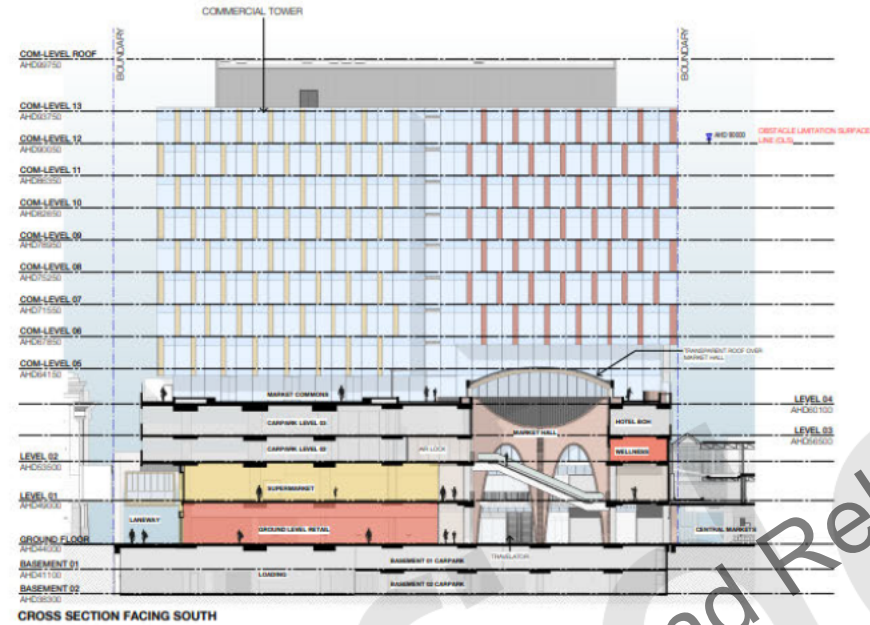 COMMERCIAL TOWER
BOUNDARY
BOUNDARY
COM-LEVEL ROOF
AHD99750
COM-LEVEL 13
AHD93750
COM-LEVEL 12
AHD90050
AHD 90000
OBSTACLE LIMITATION SURFACE
LINE (OLS)
COM-LEVEL 11
AHD86350
COM-LEVEL 10
AHD82650
COM-LEVEL 09
AHD78950
COM-LEVEL 08
AHD75250
COM-LEVEL 07
AHD71550
COM-LEVEL 06
AHD67850
TRANSPARENT ROOF OVER
MARKET HALL
COM-LEVEL 05
AHD64150
MARKET COMMONS
LEVEL 04
AHD60100
CARPARK LEVEL 03
MARKET HALL
HOTEL BOH
LEVEL 03
AHD56500
CARPARK LEVEL 02
AIR LOCK
WELLNESS
LEVEL 02
AHD53500
SUPERMARKET
LEVEL 01
AHD49000
LANEWAY
GROUND LEVEL RETAIL
CENTRAL MARKETS
GROUND FLOOR
AHD44000
TRAVELATOR
BASEMENT 01
AHD41100
BASEMENT 01 CARPARK
LOADING
BASEMENT 02 CARPARK
BASEMENT 02
AHD38300
CROSS SECTION FACING SOUTH